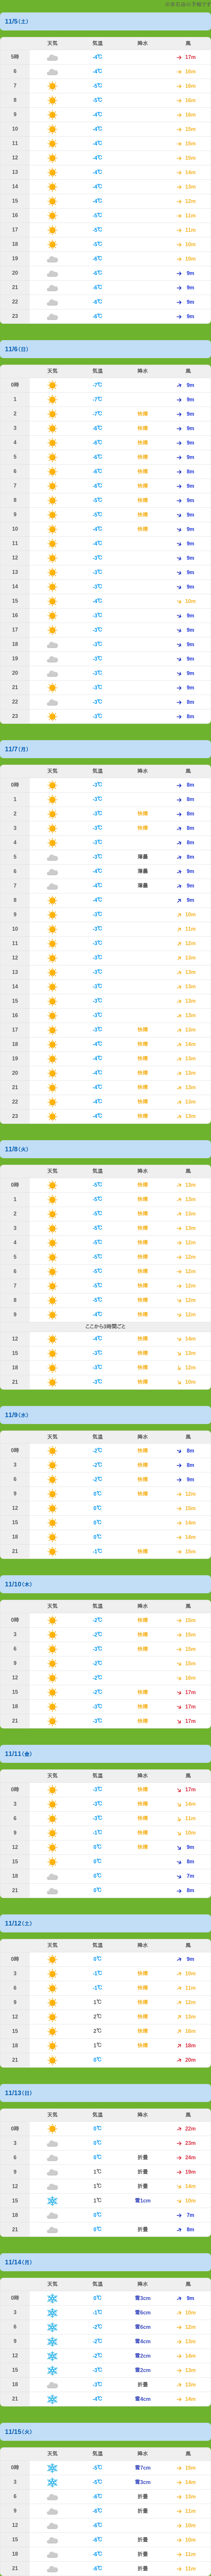 11/5(土)
天気 気温 降水 風
5時 -4℃ 17m
6 -4℃ 16m
7 -5℃ 16m
8 -5℃ 16m
9 -4℃ 16m
10 -4℃ 15m
11 -4℃ 15m
12 -4℃ 15m
13 -4℃ 14m
14 -4℃ 13m
15 -4℃ 12m
16 -5℃ 11m
17 -5℃ 11m
18 -5℃ 10m
19 -6℃ 10m
20 -6℃ 9m
21 -6℃ 9m
22 -6℃ 9m
23 -6℃ 9m
11/6(日)
天気 気温 降水 風
0時 -7℃ 9m
1 -7℃ 9m
2 -7℃ 快晴 9m
3 -6℃ 快晴 9m
4 -6℃ 快晴 9m
5 -6℃ 快晴 9m
6 -6℃ 快晴 8m
7 -6℃ 快晴 9m
8 -5℃ 快晴 9m
9 -5℃ 快晴 9m
10 -4℃ 快晴 9m
11 -4℃ 9m
12 -3℃ 9m
13 -3℃ 9m
14 -3℃ 9m
15 -4℃ 10m
16 -3℃ 9m
17 -3℃ 9m
18 -3℃ 9m
19 -3℃ 9m
20 -3℃ 9m
21 -3℃ 9m
22 -3℃ 8m
23 -3℃ 8m
11/7(月)
天気 気温 降水 風
0時 -3℃ 8m
1 -3℃ 8m
2 -3℃ 快晴 8m
3 -3℃ 快晴 8m
4 -3℃ 8m
5 -3℃ 薄曇 8m
6 -4℃ 薄曇 9m
7 -4℃ 薄曇 9m
8 -4℃ 9m
9 -3℃ 10m
10 -3℃ 11m
11 -3℃ 12m
12 -3℃ 13m
13 -3℃ 13m
14 -3℃ 13m
15 -3℃ 13m
16 -3℃ 13m
17 -3℃ 快晴 13m
18 -4℃ 快晴 14m
19 -4℃ 快晴 13m
20 -4℃ 快晴 13m
21 -4℃ 快晴 13m
22 -4℃ 快晴 13m
23 -4℃ 快晴 13m
11/8(火)
天気 気温 降水 風
0時 -5℃ 快晴 13m
1 -5℃ 快晴 13m
2 -5℃ 快晴 13m
3 -5℃ 快晴 13m
4 -5℃ 快晴 12m
5 -5℃ 快晴 12m
6 -5℃ 快晴 12m
7 -5℃ 快晴 12m
8 -5℃ 快晴 12m
9 -4℃ 快晴 12m
ここから3時間ごと
12 -4℃ 快晴 14m
15 -3℃ 快晴 13m
18 -3℃ 快晴 12m
21 -3℃ 快晴 10m
11/9(水)
天気 気温 降水 風
0時 -2℃ 快晴 8m
3 -2℃ 快晴 8m
6 -2℃ 快晴 9m
9 0℃ 快晴 12m
12 0℃ 15m
15 0℃ 14m
18 0℃ 14m
21 -1℃ 快晴 15m
11/10(木)
天気 気温 降水 風
0時 -2℃ 快晴 15m
3 -2℃ 快晴 15m
6 -3℃ 快晴 15m
9 -2℃ 15m
12 -2℃ 16m
15 -2℃ 快晴 17m
18 -3℃ 快晴 17m
21 -3℃ 快晴 17m
11/11(金)
天気 気温 降水 風
0時 -3℃ 快晴 17m
3 -3℃ 快晴 14m
6 -3℃ 快晴 11m
9 -1℃ 快晴 10m
12 0℃ 快晴 9m
15 0℃ 8m
18 0℃ 7m
21 0℃ 8m
11/12(土)
天気 気温 降水 風
0時 0℃ 9m
3 -1℃ 快晴 10m
6 -1℃ 快晴 11m
9 1℃ 快晴 12m
12 2℃ 快晴 13m
15 2℃ 快晴 15m
18 1℃ 快晴 18m
21 0℃ 20m
11/13(日)
天気 気温 降水 風
0時 0℃ 22m
3 0℃ 23m
6 0℃ 折曇 24m
9 1℃ 折曇 19m
12 1℃ 折曇 14m
15 1℃ 雪1cm 10m
18 0℃ 7m
21 0℃ 折曇 8m
11/14(月)
天気 気温 降水 風
0時 0℃ 雪3cm 9m
3 -1℃ 雪6cm 10m
6 -2℃ 雪6cm 12m
9 -2℃ 雪4cm 13m
12 -2℃ 雪2cm 14m
15 -3℃ 雪2cm 13m
18 -3℃ 折曇 12m
21 -4℃ 雪4cm 14m
11/15(火)
天気 気温 降水 風
0時 -5℃ 雪7cm 15m
3 -5℃ 雪3cm 14m
6 -6℃ 折曇 12m
9 -6℃ 折曇 11m
12 -6℃ 10m
15 -6℃ 折曇 10m
18 -6℃ 折曇 11m
21 -6℃ 折曇 11m